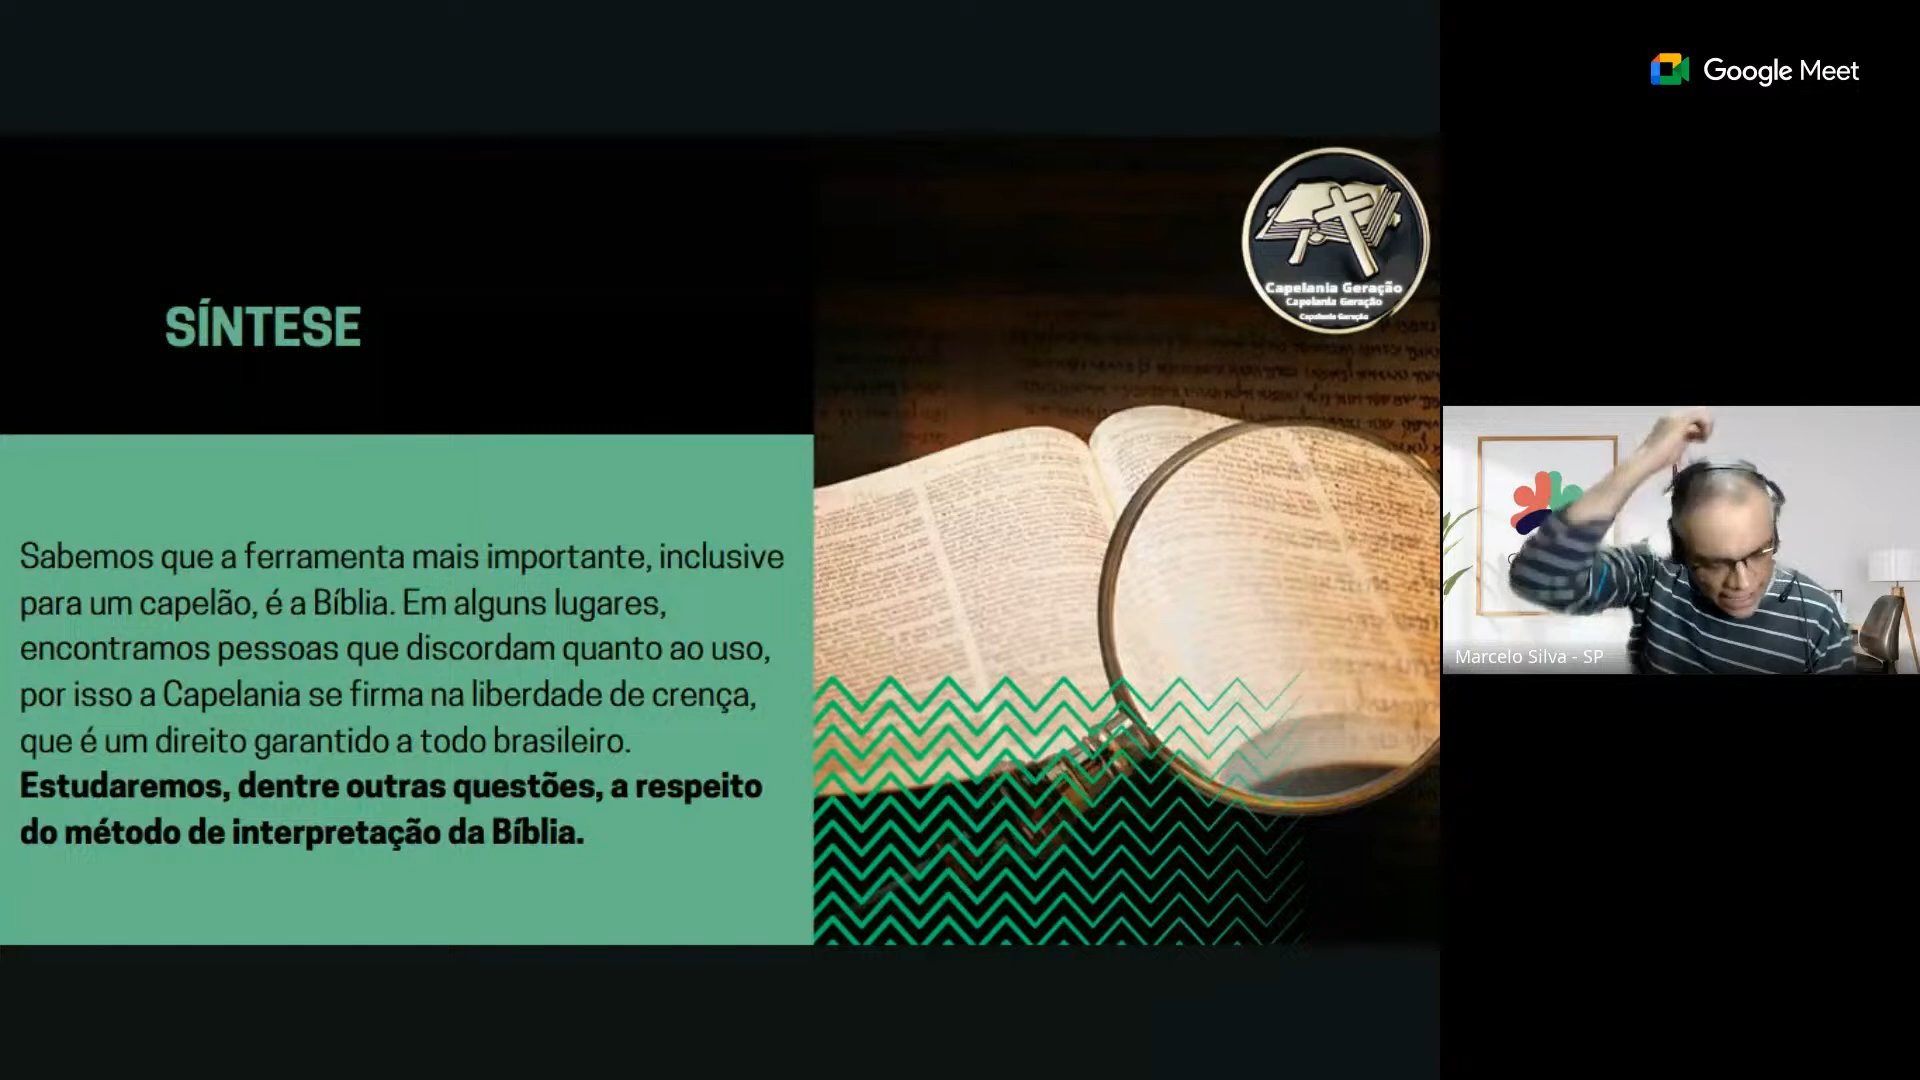 Google Meet
Capelania Geração
Capelania Geração
Capelania Geração
SÍNTESE
Sabemos que a ferramenta mais importante, inclusive
para um capelão, é a Bíblia. Em alguns lugares,
encontramos pessoas que discordam quanto ao uso,
por isso a Capelania se firma na liberdade de crença,
que é um direito garantido a todo brasileiro.
Estudaremos, dentre outras questões, a respeito
do método de interpretação da Bíblia.
Marcelo Silva - SP